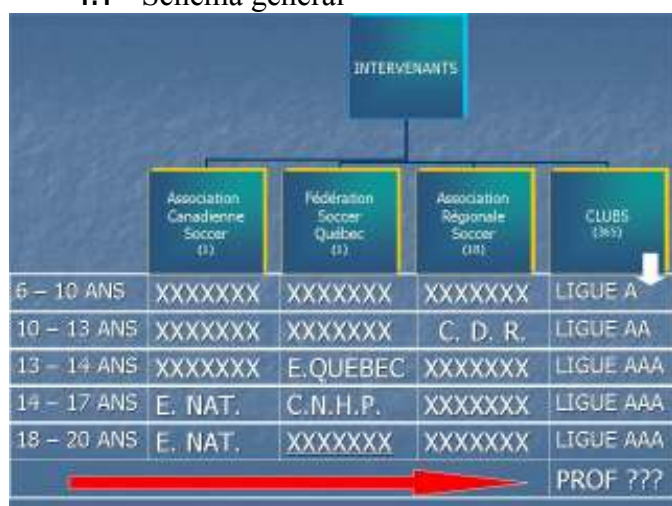 4.4 Schéma général
INTERVENANTS
Association
Canadienne
Soccer
(1)
Fédération
Soccer
Québec
(1)
Association
Régionale
Soccer
(18)
CLUBS
(365)
6 – 10 ANS XXXXXXX XXXXXXX XXXXXXX LIGUE A
10 – 13 ANS XXXXXXX XXXXXXX C. D. R. LIGUE AA
13 – 14 ANS XXXXXXX E.QUEBEC XXXXXXX LIGUE AAA
14 – 17 ANS E. NAT. C.N.H.P. XXXXXXX LIGUE AAA
18 – 20 ANS E. NAT. XXXXXXX XXXXXXX LIGUE AAA
PROF ???